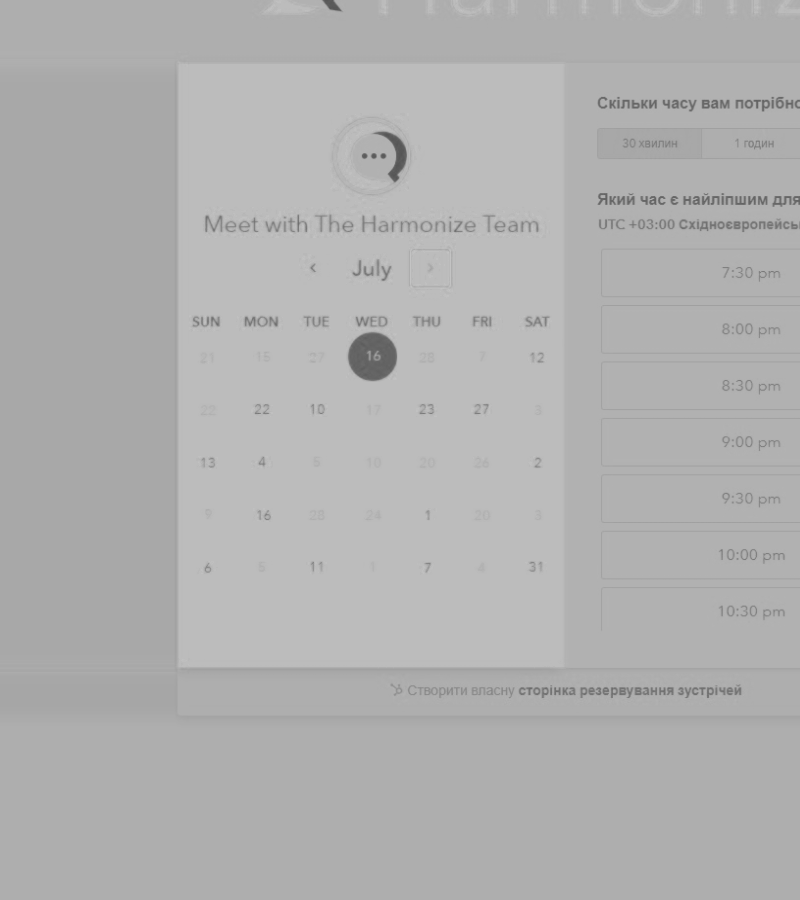 Harmoniz
Meet with The Harmonize Team
July
SUN MON TUE WED THU FRI SAT
21 15 27 16 28 7 12
22 22 10 17 23 27 3
13 4 5 10 20 26 2
9 16 28 24 1 20 3
6 5 11 1 7 4 31
Скільки часу вам потрібно
30 хвилин 1 годин
Який час є найліпшим для
UTC +03:00 Східноєвропейсь
7:30 pm
8:00 pm
8:30 pm
9:00 pm
9:30 pm
10:00 pm
10:30 pm
Створити власну сторінка резервування зустрічей